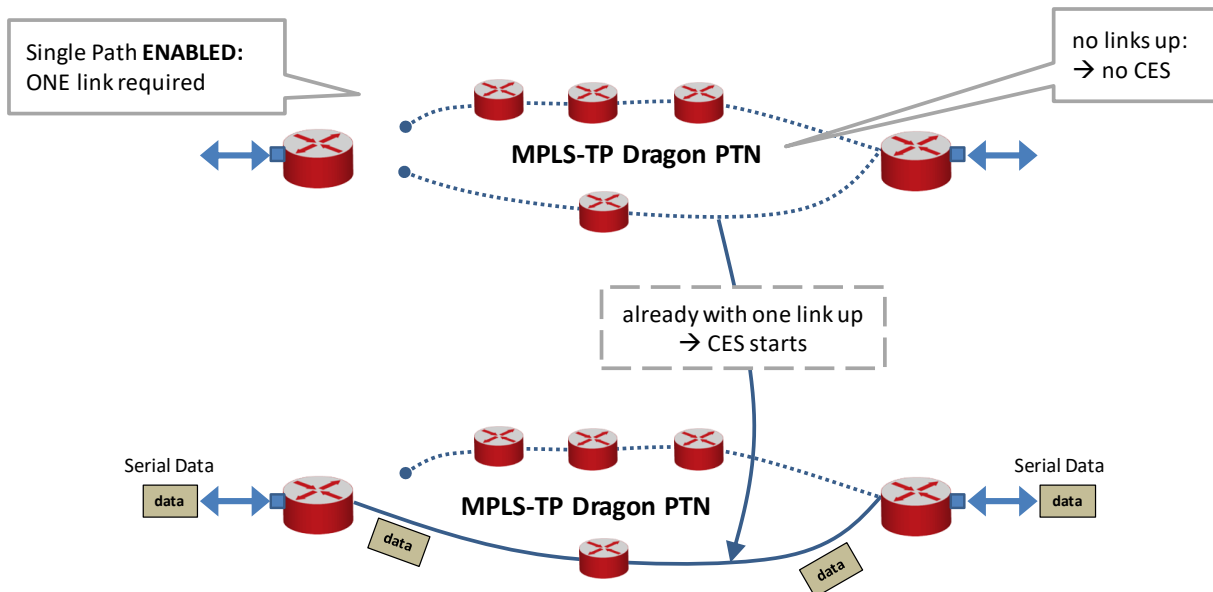 Single Path ENABLED:
ONE link required
no links up:
→ no CES
MPLS-TP Dragon PTN
already with one link up
→ CES starts
Serial Data
data
MPLS-TP Dragon PTN
data
data
Serial Data
data